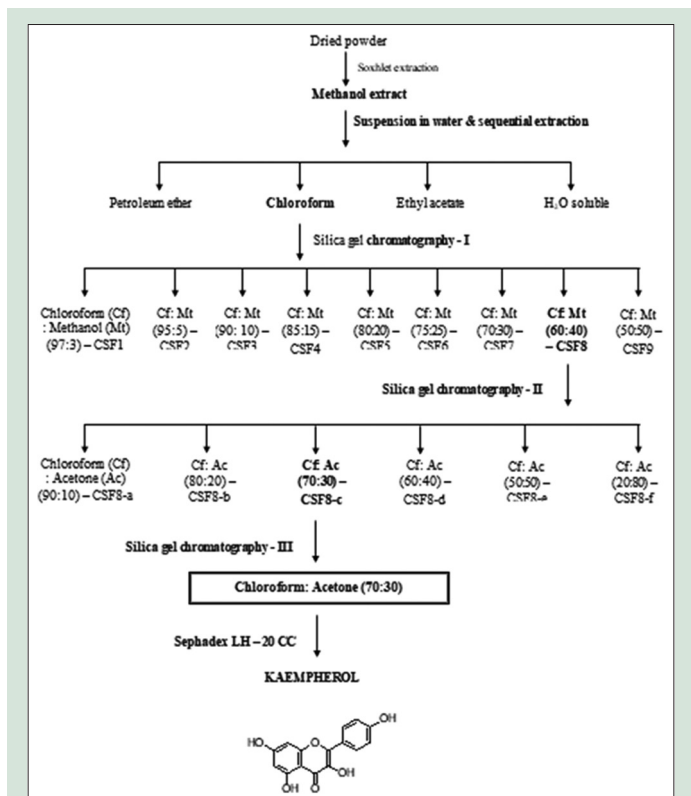 Dried powder
Soxhlet extraction
Methanol extract
Suspension in water & sequential extraction
Petroleum ether Chloroform Ethyl acetate H₂O soluble
Silica gel chromatography - I
Chloroform (Cf) Cf: Mt Cf: Mt Cf: Mt Cf: Mt Cf: Mt Cf: Mt Cf: Mt Cf: Mt
: Methanol (Mt) (95:5) – (90: 10) – (85:15) – (80:20) – (75:25) – (70:30) – (60:40) (50:50) –
(97:3) – CSF1 CSF2 CSF3 CSF4 CSF5 CSF6 CSF7 – CSF8 CSF9
Silica gel chromatography - II
Chloroform (Cf) Cf: Ac Cf: Ac Cf: Ac Cf: Ac Cf: Ac
: Acetone (Ac) (80:20) – (70:30) – (60:40) – (50:50) – (20:80) –
(90:10) – CSF8-a CSF8-b CSF8-c CSF8-d CSF8-e CSF8-f
Silica gel chromatography - III
Chloroform: Acetone (70:30)
Sephadex LH – 20 CC
KAEMPHEROL
OH
HO O
OH
OH O